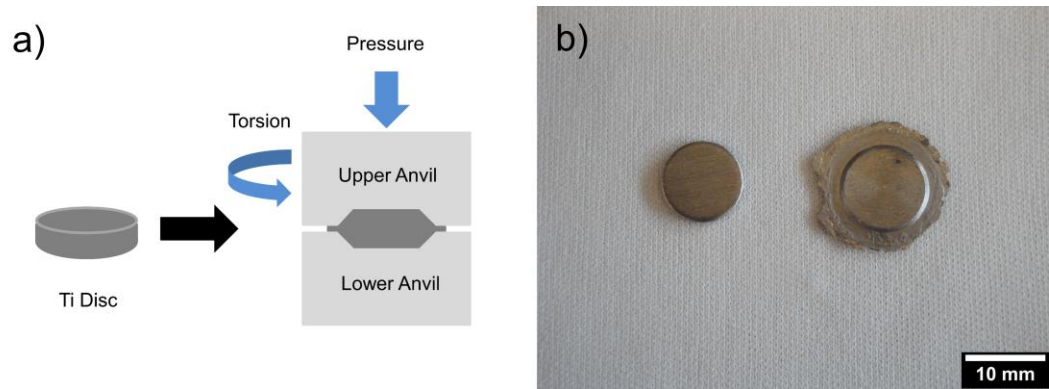 a)
Pressure
Torsion
Upper Anvil
Lower Anvil
Ti Disc
b)
10 mm